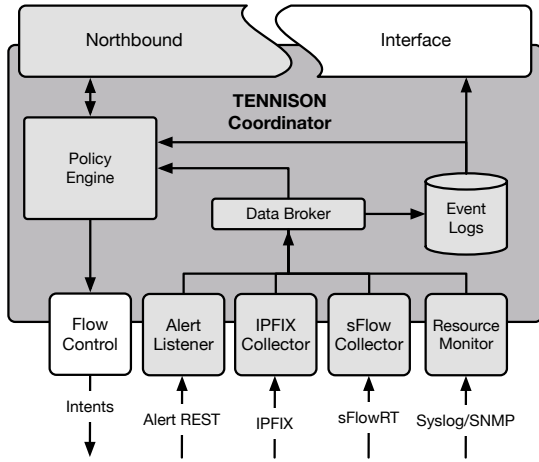 Northbound
Interface
TENNISON
Coordinator
Policy
Engine
Data Broker
Event
Logs
Flow
Control
Alert
Listener
IPFIX
Collector
sFlow
Collector
Resource
Monitor
Intents
Alert REST
IPFIX
sFlowRT
Syslog/SNMP